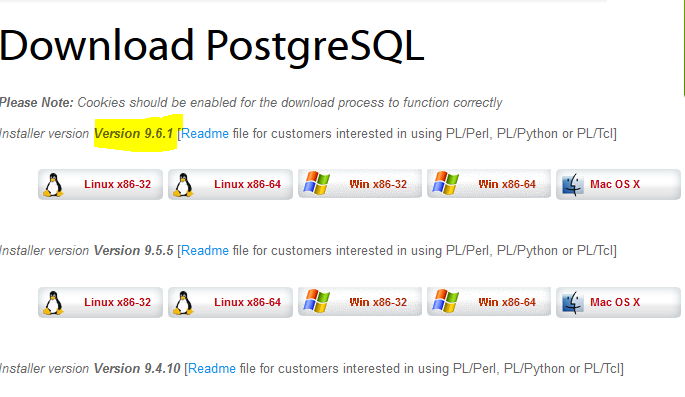 Download PostgreSQL
Please Note: Cookies should be enabled for the download process to function correctly
Installer version Version 9.6.1 [Readme file for customers interested in using PL/Perl, PL/Python or PL/Tcl]
Linux x86-32 Linux x86-64 Win x86-32 Win x86-64 Mac OS X
Installer version Version 9.5.5 [Readme file for customers interested in using PL/Perl, PL/Python or PL/Tcl]
Linux x86-32 Linux x86-64 Win x86-32 Win x86-64 Mac OS X
Installer version Version 9.4.10 [Readme file for customers interested in using PL/Perl, PL/Python or PL/Tcl]